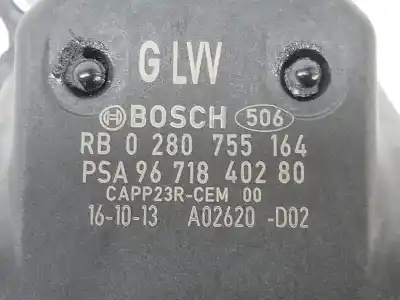 G LVV
BOSCH 506
RB 0 280 755 164
PSA 96 718 402 80
CAPP23R-CEM 00
16-10-13 A02620 -D02